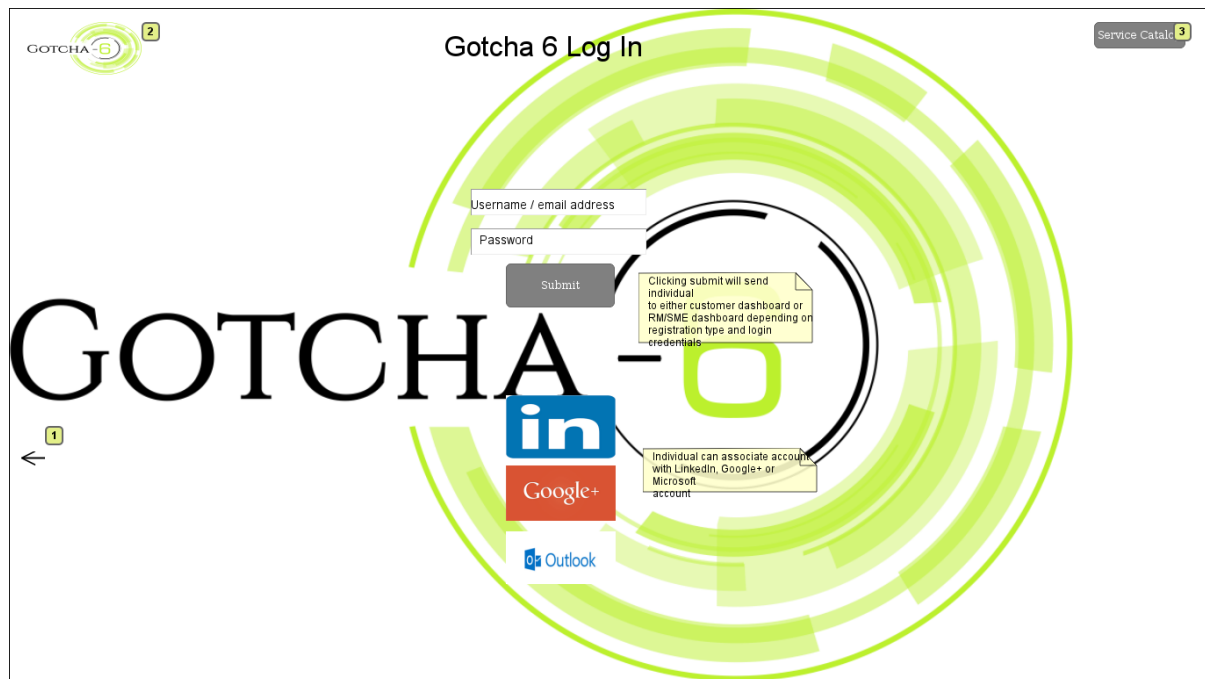 GOTCHA-6
2
Gotcha 6 Log In
3
Username / email address
Password
Submit
Clicking submit will send
individual
to either customer dashboard or
RM/SME dashboard depending on
registration type and login
credentials
GOTCHA-6
in
1
Individual can associate account
with LinkedIn, Google+ or
Microsoft
account
Google+
Outlook
Service